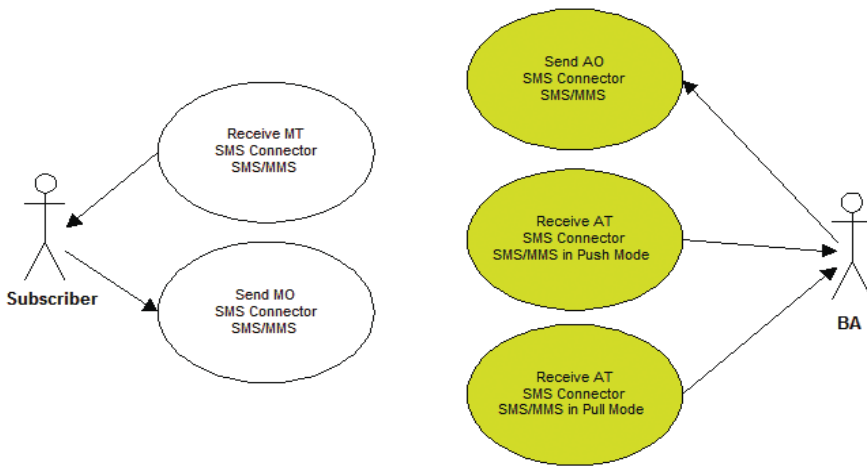 Receive MT
SMS Connector
SMS/MMS
Subscriber
Send MO
SMS Connector
SMS/MMS
Send AO
SMS Connector
SMS/MMS
Receive AT
SMS Connector
SMS/MMS in Push Mode
BA
Receive AT
SMS Connector
SMS/MMS in Pull Mode